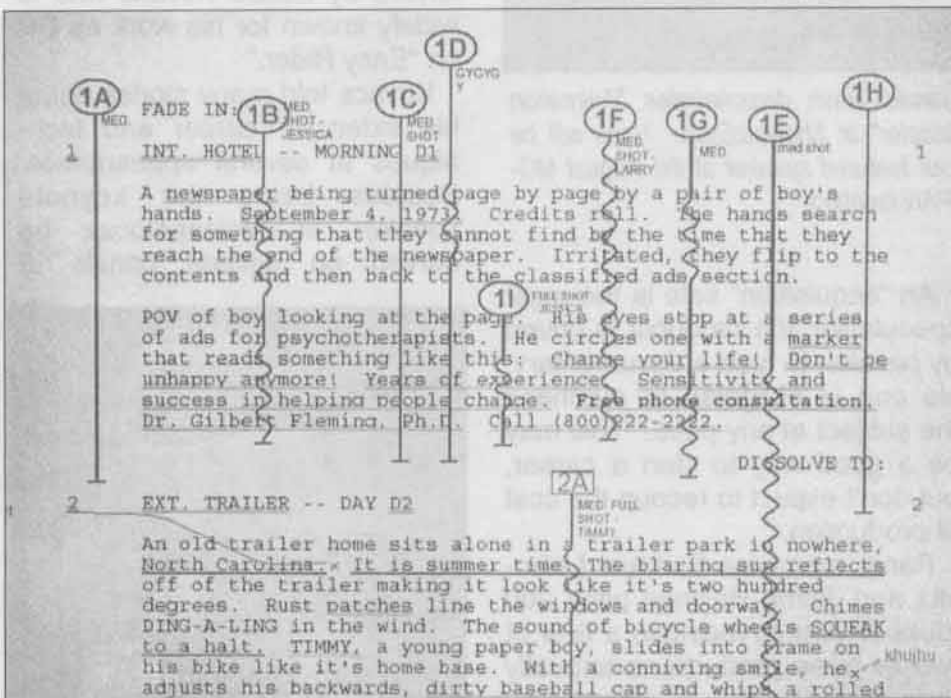 1D
1A
1B
1C
1F
1G
1E
1H
CYCYG
Y
MED.
FADE IN:
MED
SHOT -
JESSICA
MED
SHOT
MED
SHOT -
LARRY
MED
med shot
1 INT. HOTEL -- MORNING D1 1
A newspaper being turned page by page by a pair of boy's
hands. September 4, 1973. Credits roll. The hands search
for something that they cannot find by the time that they
reach the end of the newspaper. Irritated, they flip to the
contents and then back to the classified ads section.
1I
FULL SHOT
JESSICA
POV of boy looking at the page. His eyes stop at a series
of ads for psychotherapists. He circles one with a marker
that reads something like this: Change your life! Don't be
unhappy anymore! Years of experience. Sensitivity and
success in helping people change. Free phone consultation.
Dr. Gilbert Fleming, Ph.D. Call (800)222-2222.
DISSOLVE TO:
2A
MED FULL
SHOT -
TAMMY
2 EXT. TRAILER -- DAY D2 2
An old trailer home sits alone in a trailer park in nowhere,
North Carolina. It is summer time. The blaring sun reflects
off of the trailer making it look like it's two hundred
degrees. Rust patches line the windows and doorway. Chimes
DING-A-LING in the wind. The sound of bicycle wheels SQUEAK
to a halt. TIMMY, a young paper boy, slides into frame on
his bike like it's home base. With a conniving smile, he
khujhu
adjusts his backwards, dirty baseball cap and whips a rolled